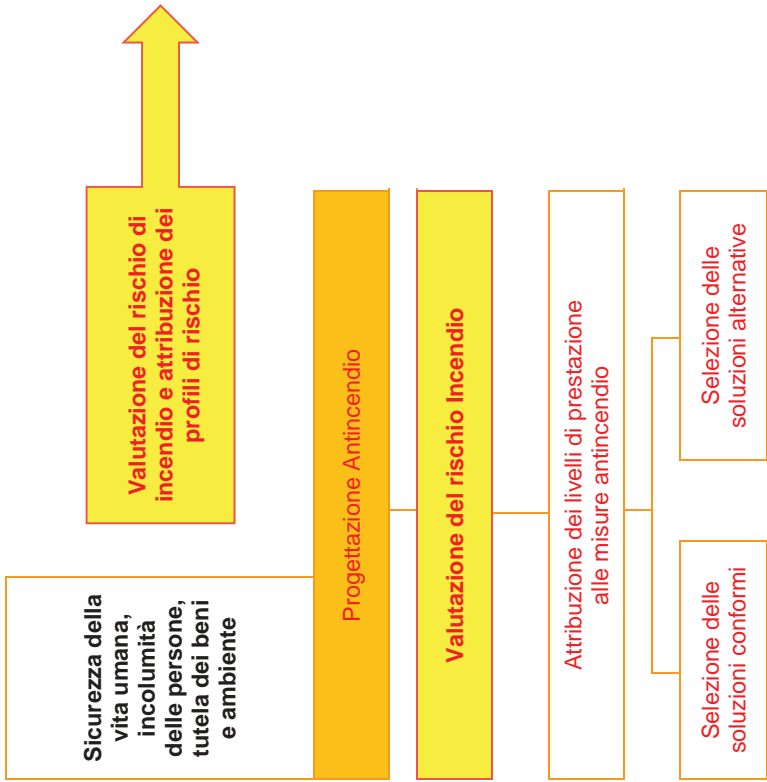 Sicurezza della
vita umana,
incolumità
delle persone,
tutela dei beni
e ambiente
Valutazione del rischio di
incendio e attribuzione dei
profili di rischio
Progettazione Antincendio
Valutazione del rischio Incendio
Attribuzione dei livelli di prestazione
alle misure antincendio
Selezione delle
soluzioni conformi
Selezione delle
soluzioni alternative